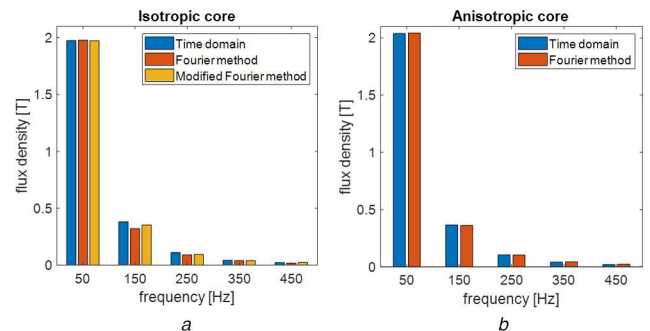 Isotropic core
Time domain
Fourier method
Modified Fourier method
flux density [T]
2
1.5
1
0.5
0
50 150 250 350 450
frequency [Hz]
a
Anisotropic core
Time domain
Fourier method
flux density [T]
2
1.5
1
0.5
0
50 150 250 350 450
frequency [Hz]
b